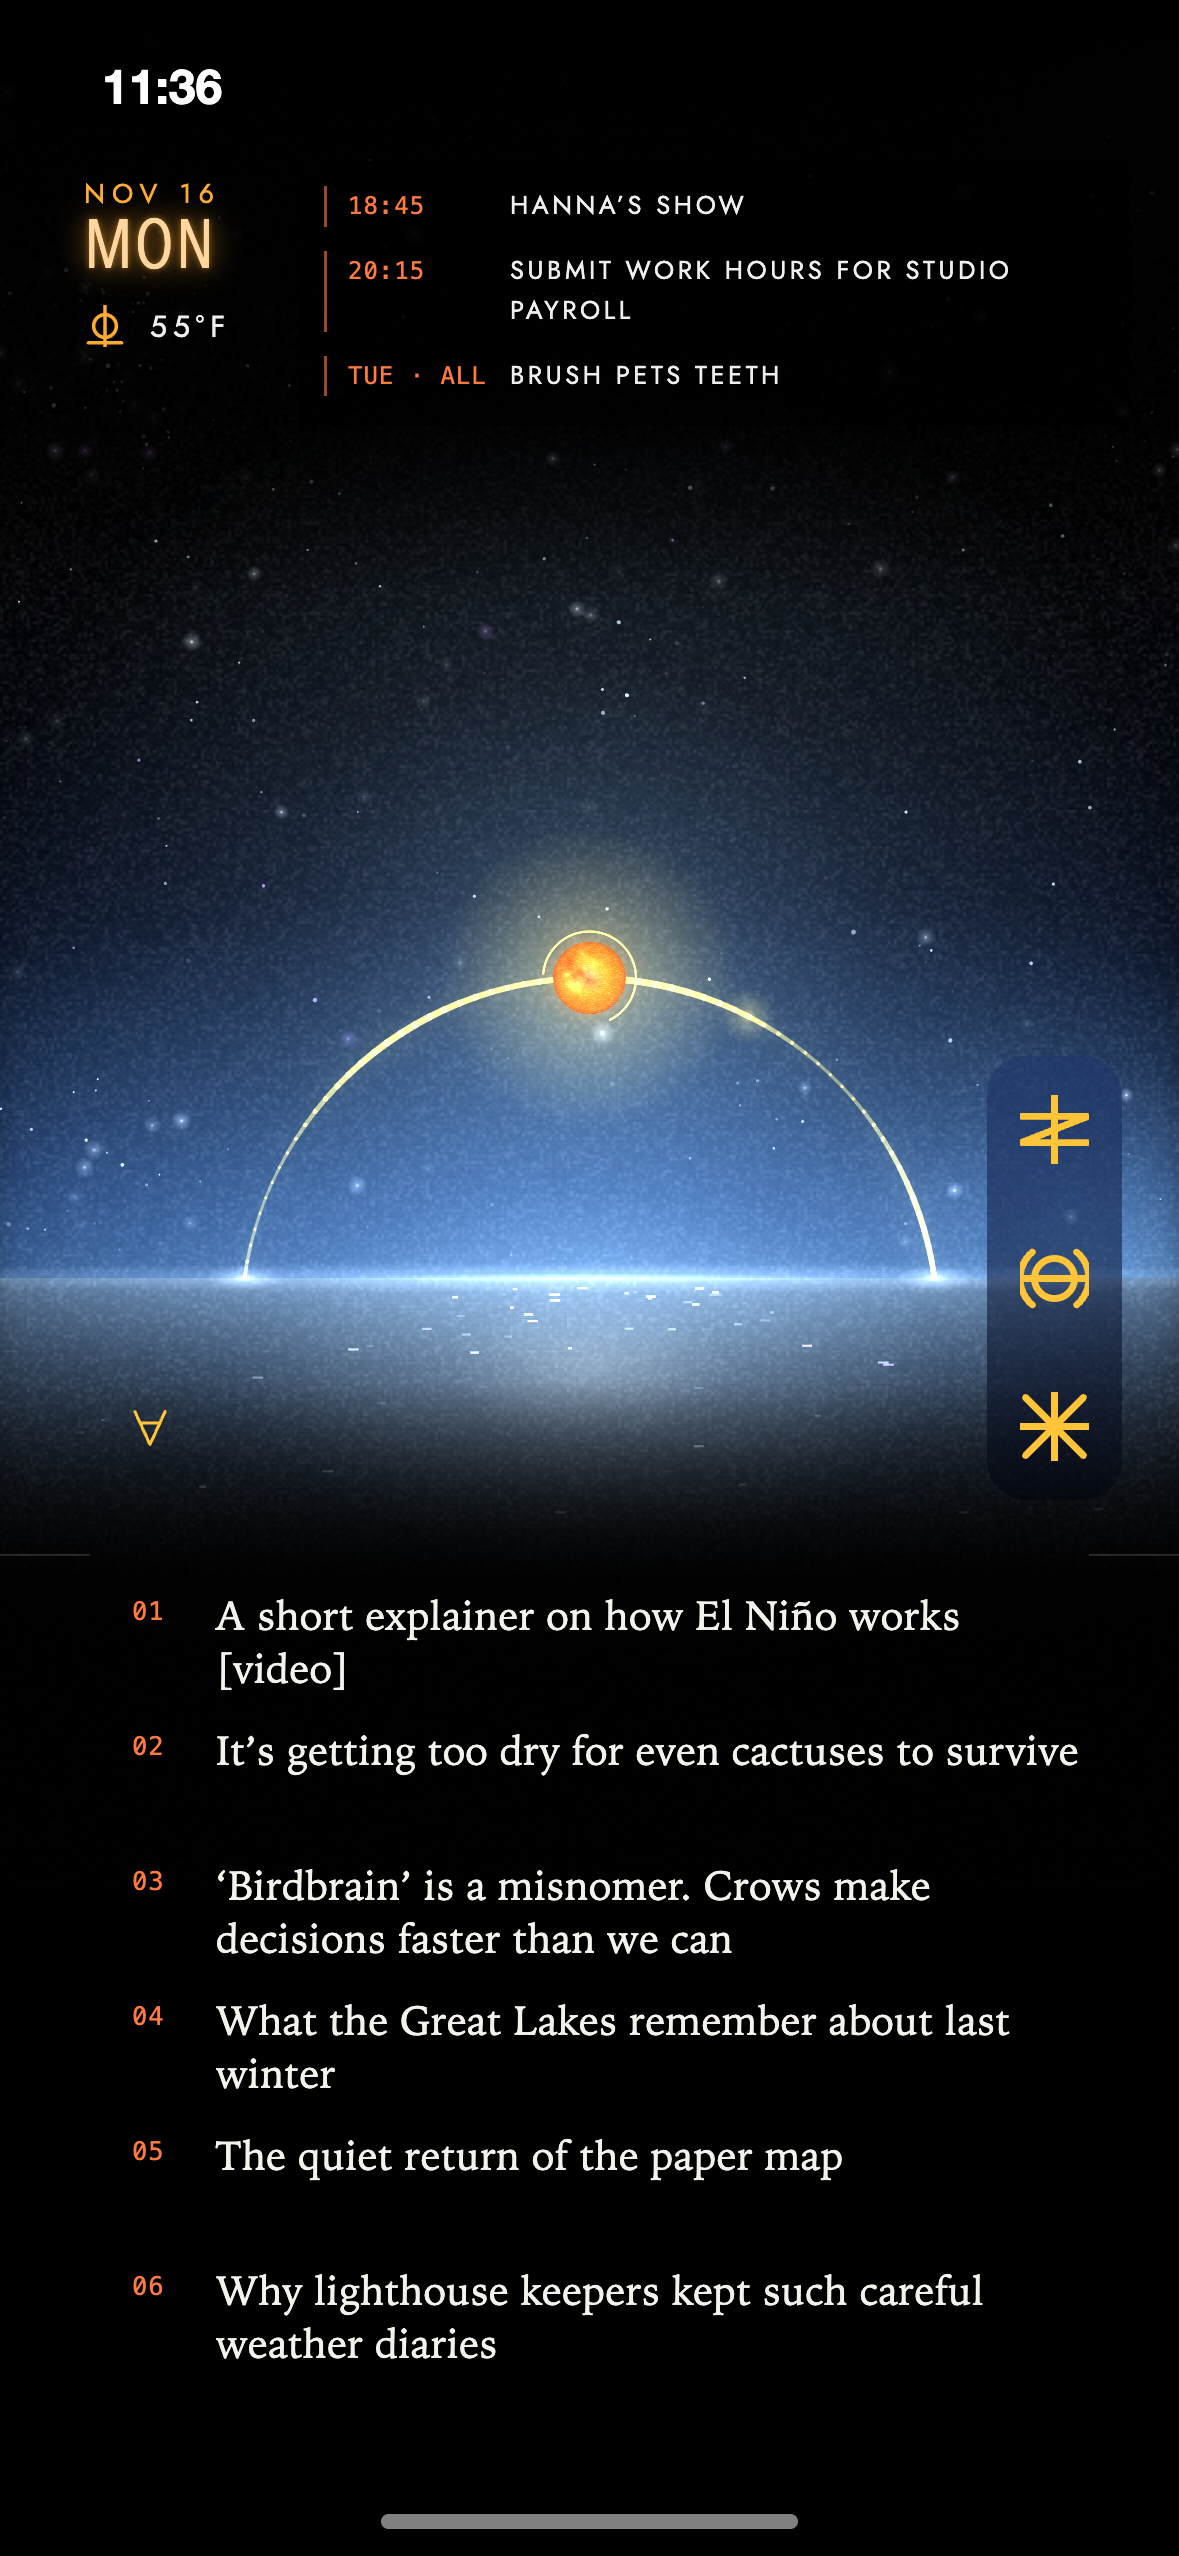 11:36
NOV 16
MON
55°F
18:45 HANNA’S SHOW
20:15 SUBMIT WORK HOURS FOR STUDIO
PAYROLL
TUE · ALL BRUSH PETS TEETH
01 A short explainer on how El Niño works
[video]
02 It’s getting too dry for even cactuses to survive
03 ‘Birdbrain’ is a misnomer. Crows make
decisions faster than we can
04 What the Great Lakes remember about last
winter
05 The quiet return of the paper map
06 Why lighthouse keepers kept such careful
weather diaries